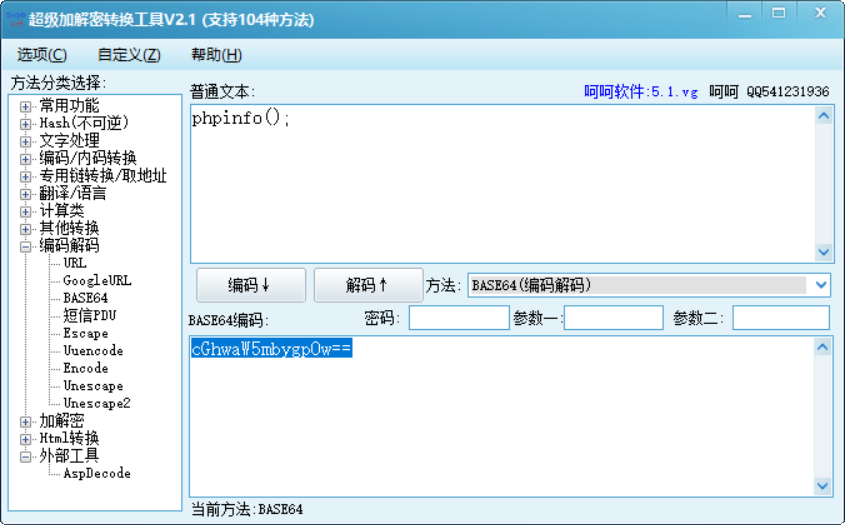 超级加解密转换工具V2.1 (支持104种方法)
选项(C) 自定义(Z) 帮助(H)
方法分类选择:
常用功能
Hash(不可逆)
文字处理
编码/内码转换
专用链转换/取地址
翻译/语言
计算类
其他转换
编码解码
URL
GoogleURL
BASE64
短信PDU
Escape
Uuencode
Encode
Unescape
Unescape2
加解密
Html转换
外部工具
AspDecode
普通文本: 呵呵软件:5.1.vg 呵呵 QQ541231936
phpinfo();
编码↓ 解码↑ 方法: BASE64(编码解码)
BASE64编码: 密码: 参数一: 参数二:
cGhwaW5mbygpOw==
当前方法:BASE64